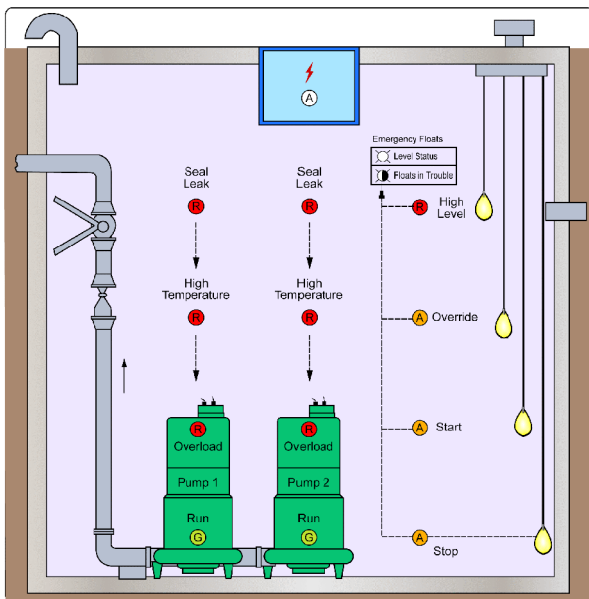 A
Emergency Floats
Level Status
Floats in Trouble
Seal
Leak
R
Seal
Leak
R
R
High
Level
High
Temperature
R
High
Temperature
R
A
Override
R
Overload
Pump 1
Run
G
R
Overload
Pump 2
Run
G
A
Start
A
Stop